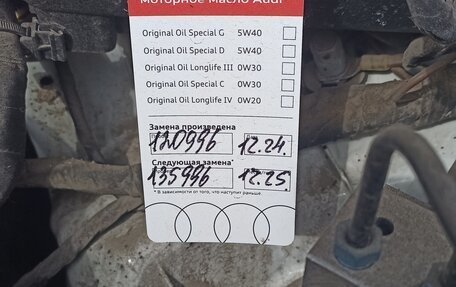 Моторное масло Audi
Original Oil Special G 5W40
Original Oil Special D 5W40
Original Oil Longlife III 0W30
Original Oil Special C 0W30
Original Oil Longlife IV 0W20
Замена произведена
120996 12.24.
Следующая замена*
135996 12.25.
* В зависимости от того, что наступит раньше.